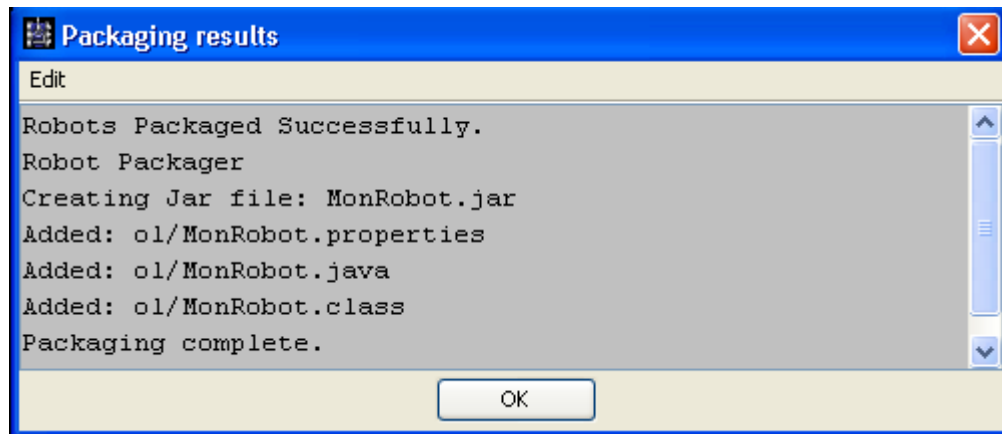 Packaging results
Edit
Robots Packaged Successfully.
Robot Packager
Creating Jar file: MonRobot.jar
Added: ol/MonRobot.properties
Added: ol/MonRobot.java
Added: ol/MonRobot.class
Packaging complete.
OK